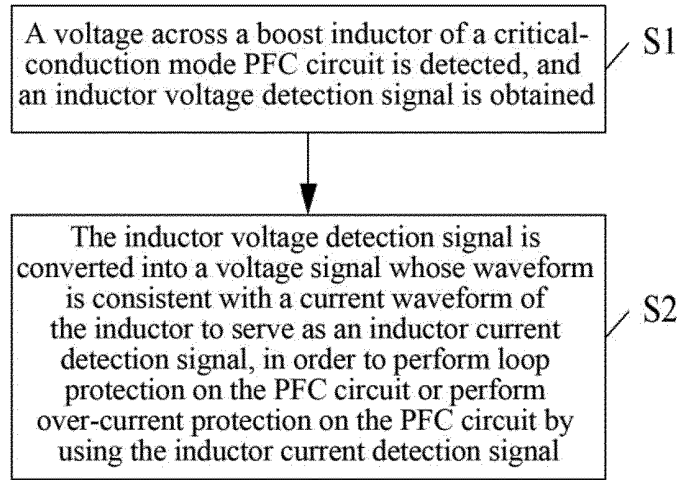 A voltage across a boost inductor of a critical-
conduction mode PFC circuit is detected, and
an inductor voltage detection signal is obtained
S1
The inductor voltage detection signal is
converted into a voltage signal whose waveform
is consistent with a current waveform of
the inductor to serve as an inductor current
detection signal, in order to perform loop
protection on the PFC circuit or perform
over-current protection on the PFC circuit by
using the inductor current detection signal
S2